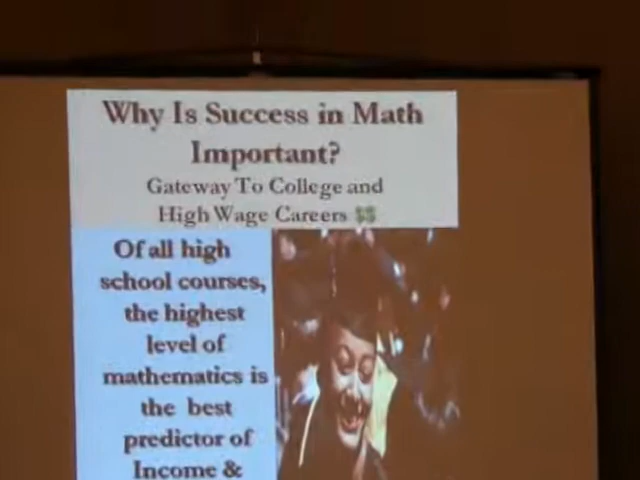 Why Is Success in Math
Important?
Gateway To College and
High Wage Careers $$
Of all high
school courses,
the highest
level of
mathematics is
the best
predictor of
Income &